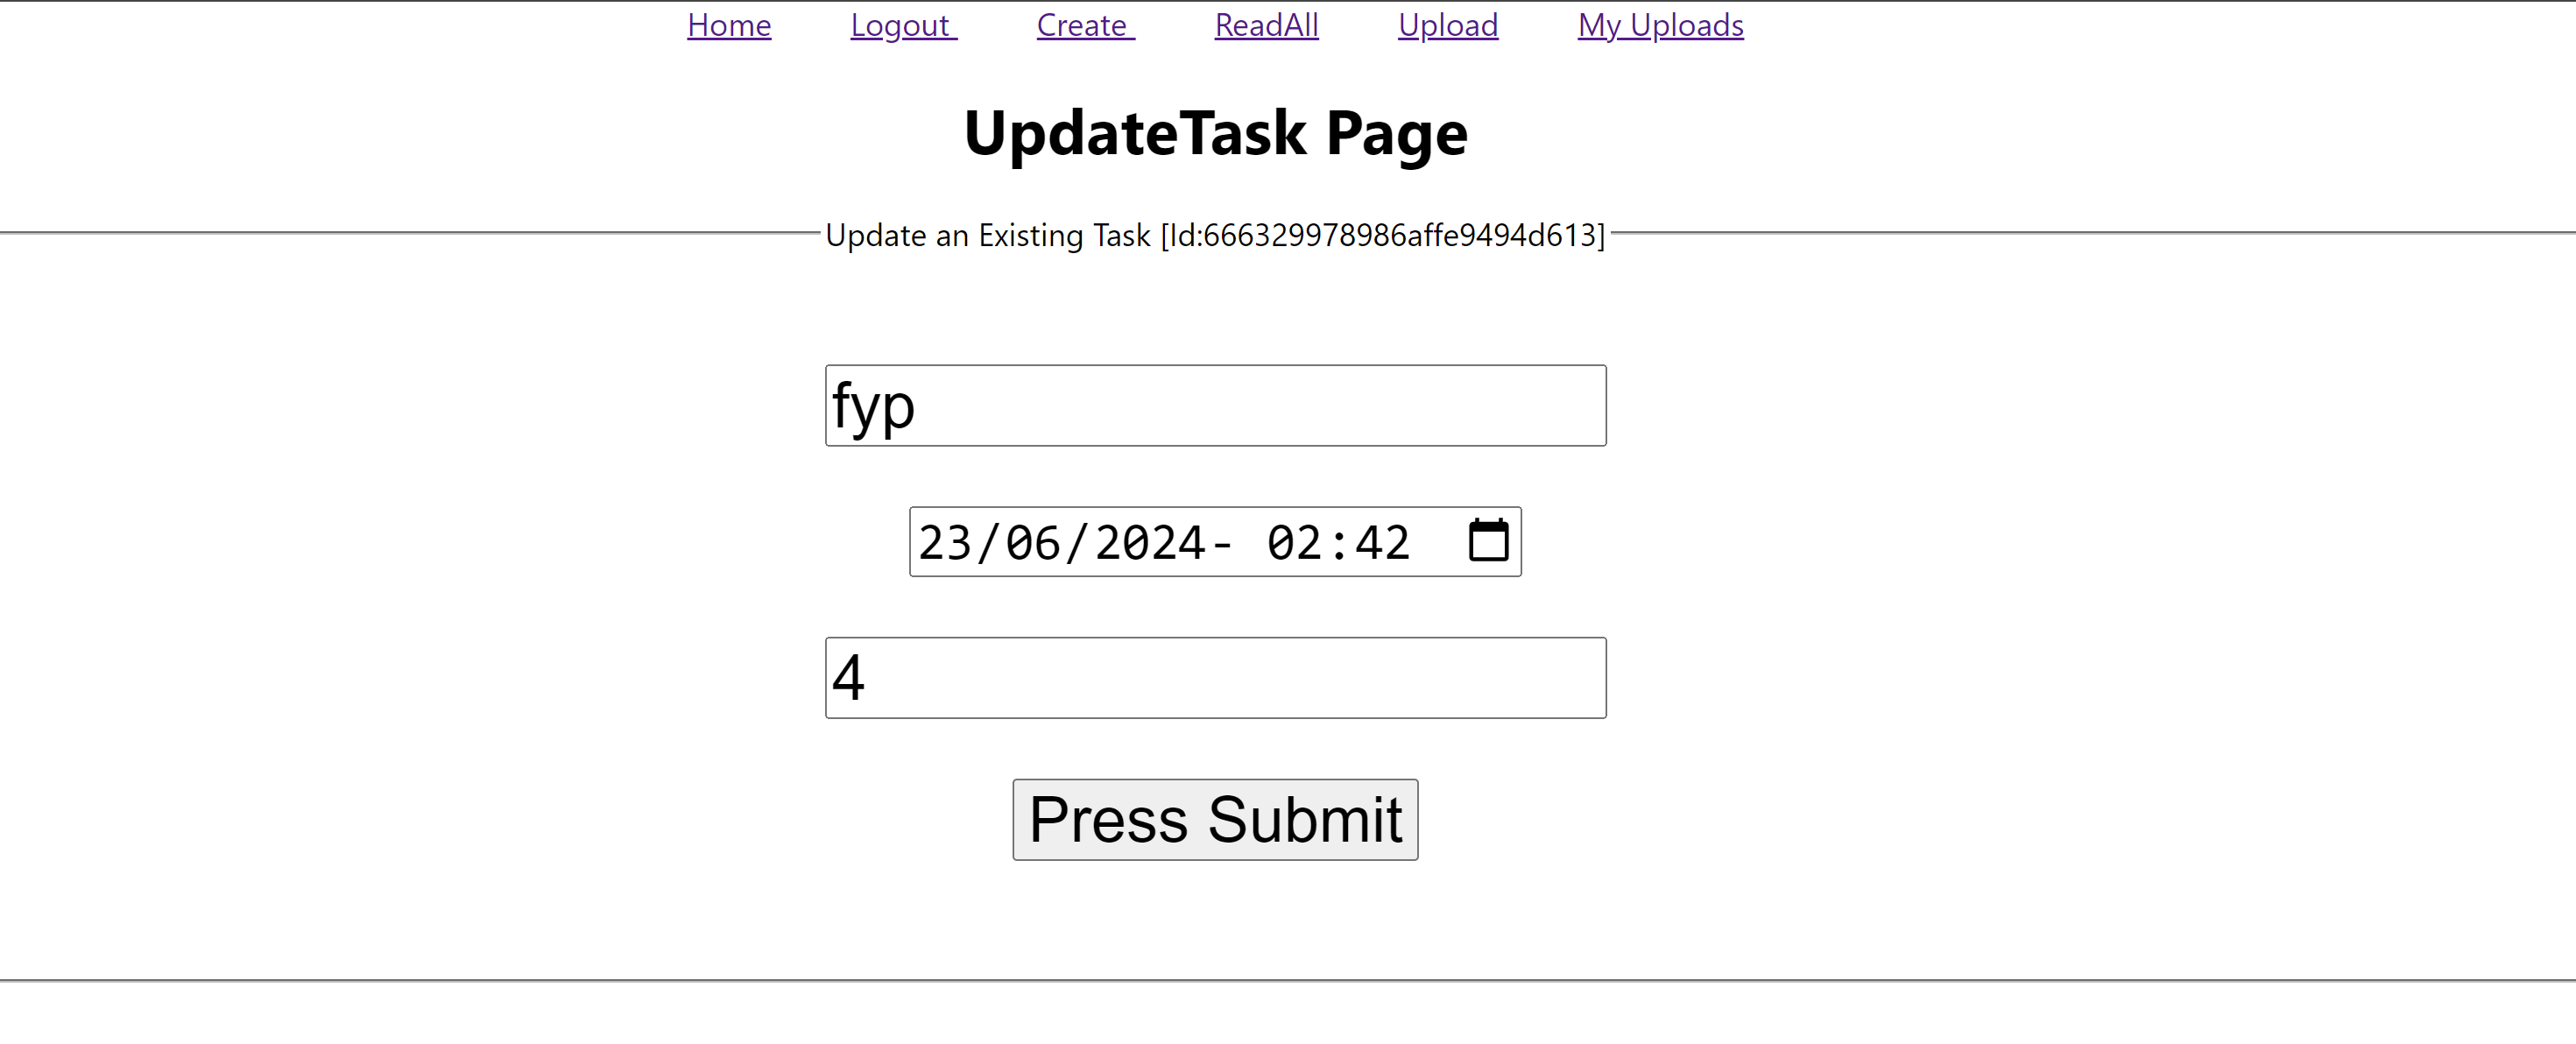 Home Logout Create ReadAll Upload My Uploads
UpdateTask Page
Update an Existing Task [Id:666329978986affe9494d613]
fyp
23/06/2024- 02:42
4
Press Submit